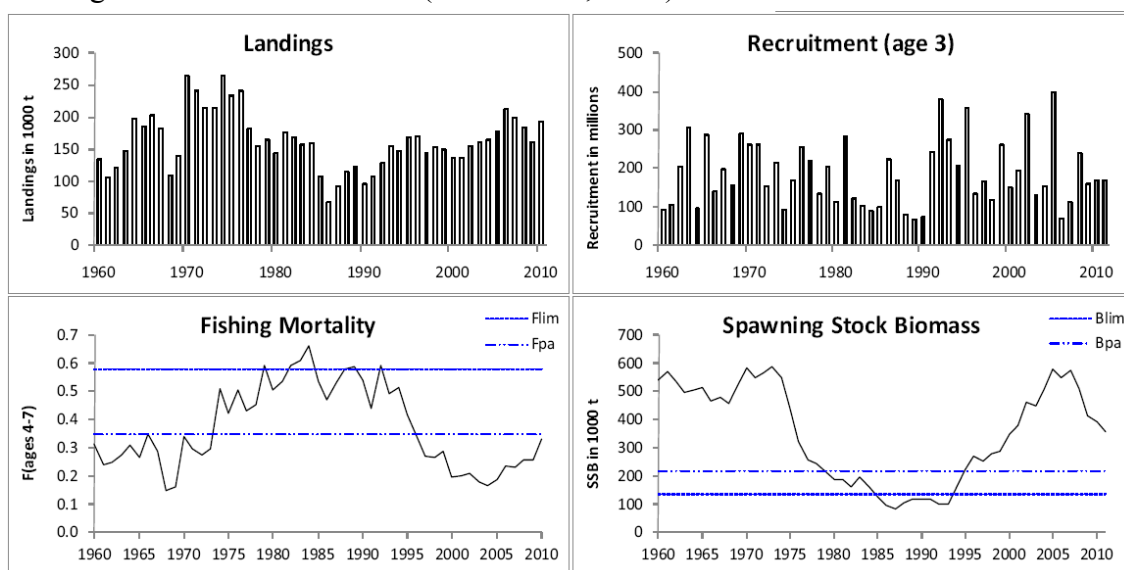 Landings
Landings in 1000 t
300
250
200
150
100
50
0
1960 1970 1980 1990 2000 2010
Recruitment (age 3)
Recruitment in millions
500
400
300
200
100
0
1960 1970 1980 1990 2000 2010
Fishing Mortality
Flim
Fpa
F(ages 4-7)
0.7
0.6
0.5
0.4
0.3
0.2
0.1
0.0
1960 1965 1970 1975 1980 1985 1990 1995 2000 2005 2010
Spawning Stock Biomass
Blim
Bpa
SSB in 1000 t
700
600
500
400
300
200
100
0
1960 1965 1970 1975 1980 1985 1990 1995 2000 2005 2010